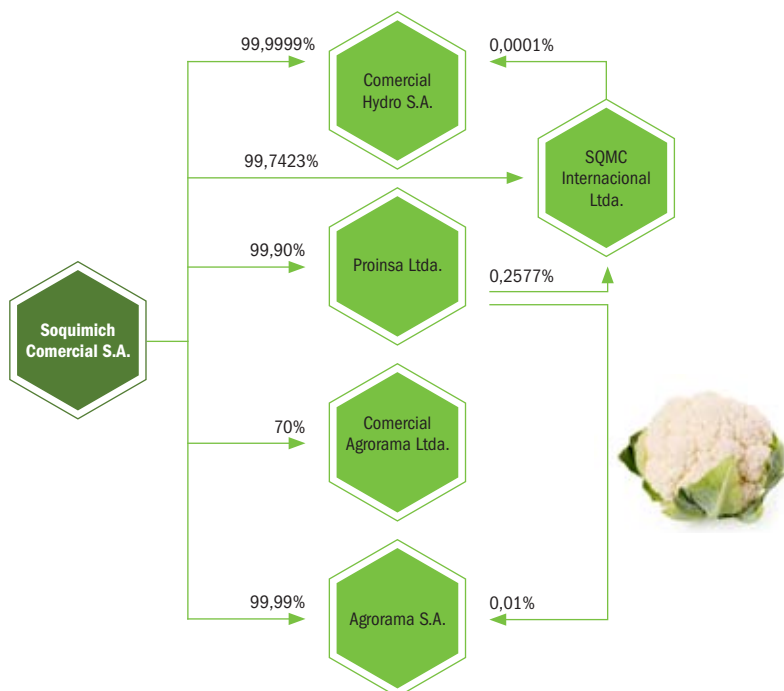 99,9999%
0,0001%
Comercial
Hydro S.A.
SQMC
Internacional
Ltda.
99,7423%
99,90%
Proinsa Ltda.
0,2577%
Soquimich
Comercial S.A.
70%
Comercial
Agrorama Ltda.
99,99%
Agrorama S.A.
0,01%